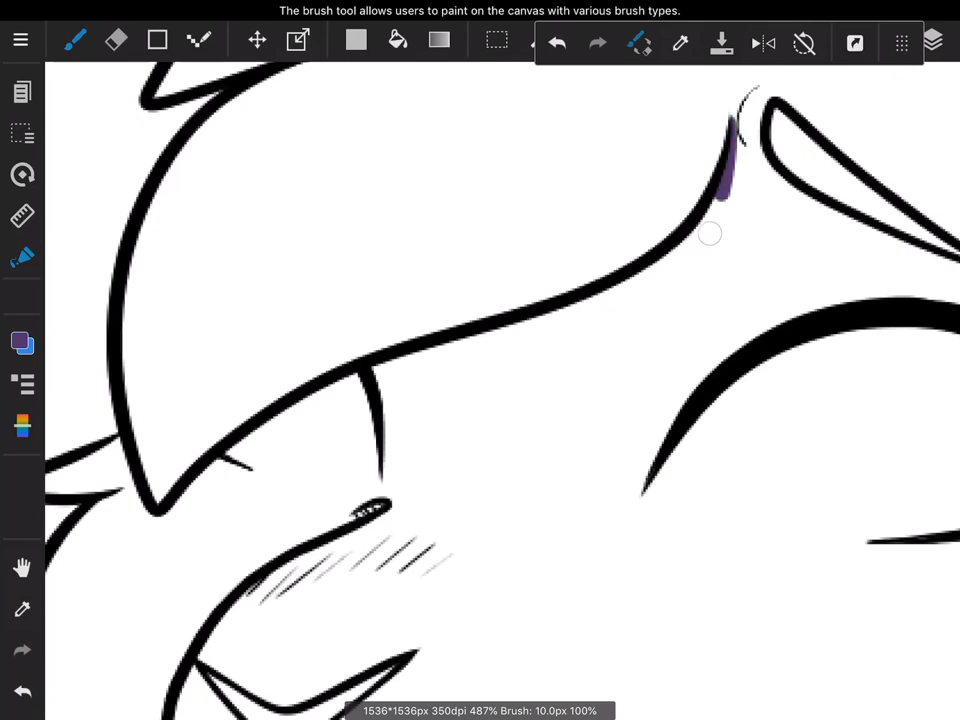 The brush tool allows users to paint on the canvas with various brush types.
1536*1536px 350dpi 487% Brush: 10.0px 100%